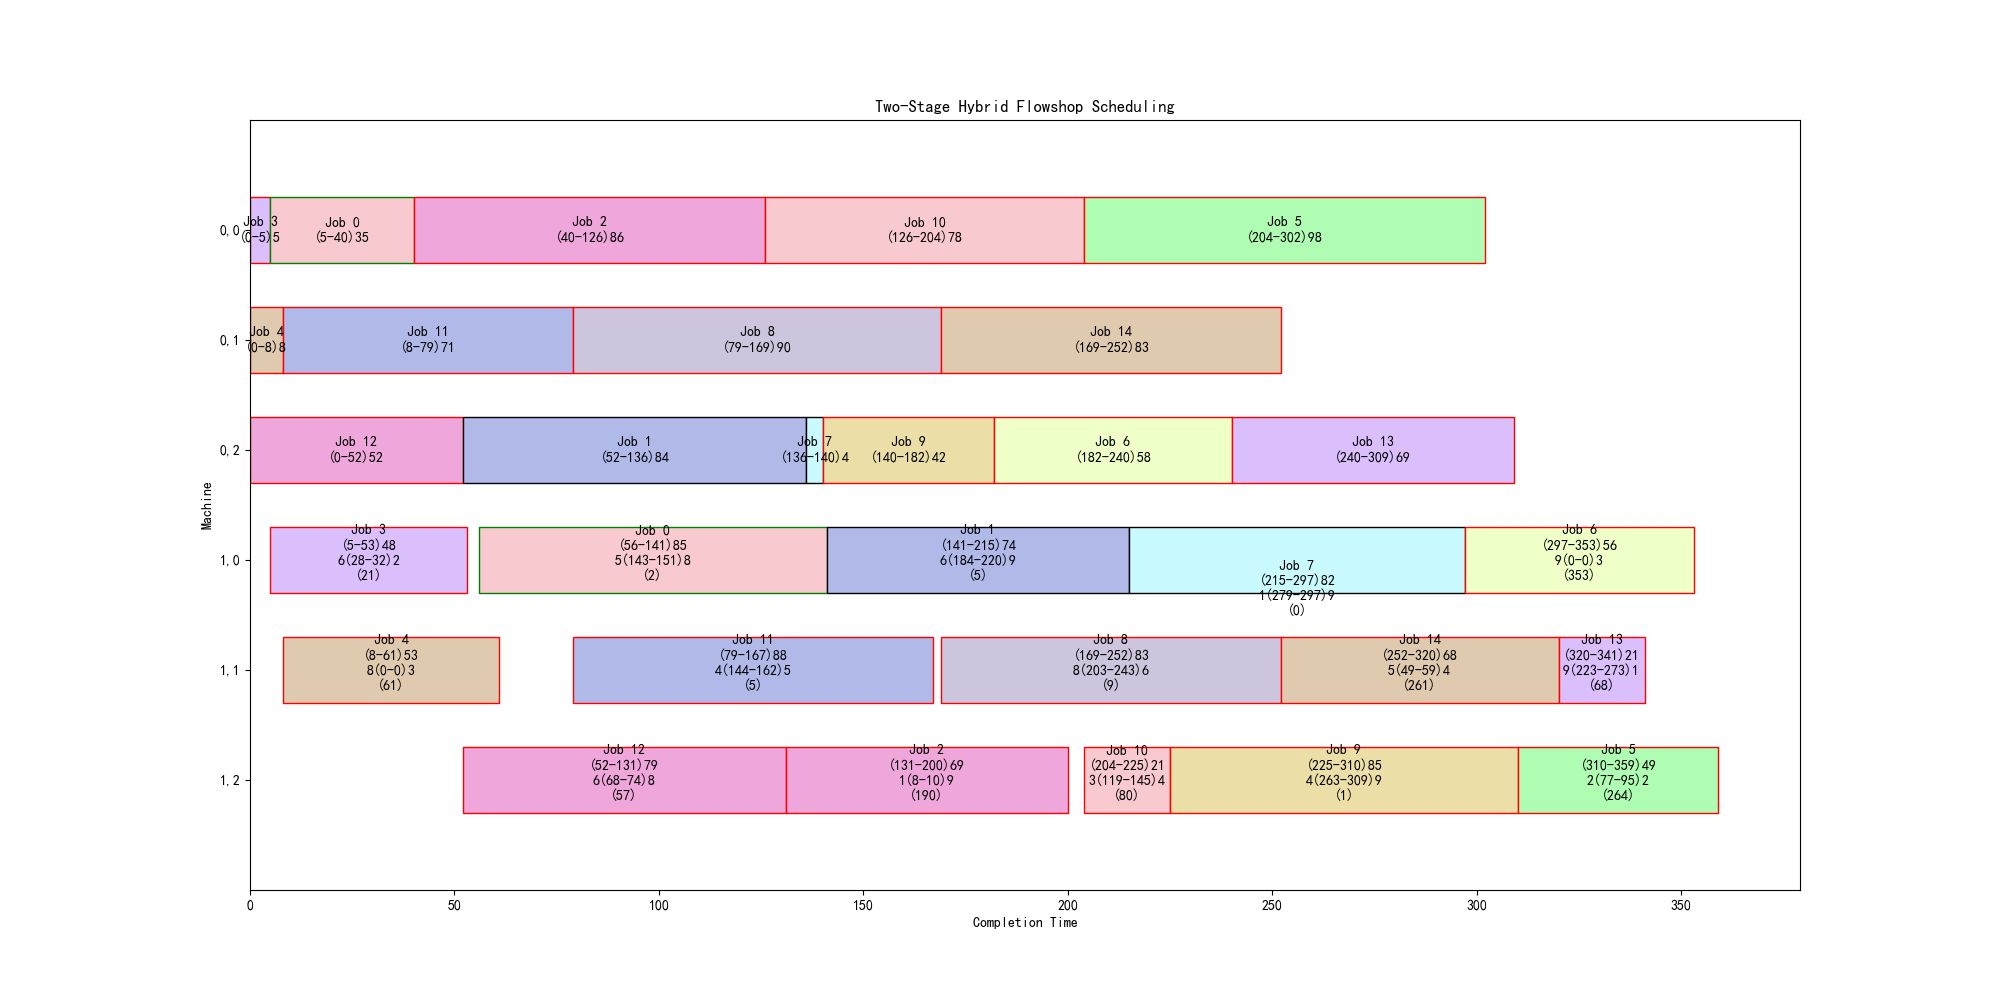 Two-Stage Hybrid Flowshop Scheduling
Machine
0,0
Job 3
(0-5)5
Job 0
(5-40)35
Job 2
(40-126)86
Job 10
(126-204)78
Job 5
(204-302)98
0,1
Job 4
(0-8)8
Job 11
(8-79)71
Job 8
(79-169)90
Job 14
(169-252)83
0,2
Job 12
(0-52)52
Job 1
(52-136)84
Job 7
(136-140)4
Job 9
(140-182)42
Job 6
(182-240)58
Job 13
(240-309)69
1,0
Job 3
(5-53)48
6(28-32)2
(21)
Job 0
(56-141)85
5(143-151)8
(2)
Job 1
(141-215)74
6(184-220)9
(5)
Job 7
(215-297)82
1(279-297)9
(0)
Job 6
(297-353)56
9(0-0)3
(353)
1,1
Job 4
(8-61)53
8(0-0)3
(61)
Job 11
(79-167)88
4(144-162)5
(5)
Job 8
(169-252)83
8(203-243)6
(9)
Job 14
(252-320)68
5(49-59)4
(261)
Job 13
(320-341)21
9(223-273)1
(68)
1,2
Job 12
(52-131)79
6(68-74)8
(57)
Job 2
(131-200)69
1(8-10)9
(190)
Job 10
(204-225)21
3(119-145)4
(80)
Job 9
(225-310)85
4(263-309)9
(1)
Job 5
(310-359)49
2(77-95)2
(264)
0 50 100 150 200 250 300 350
Completion Time